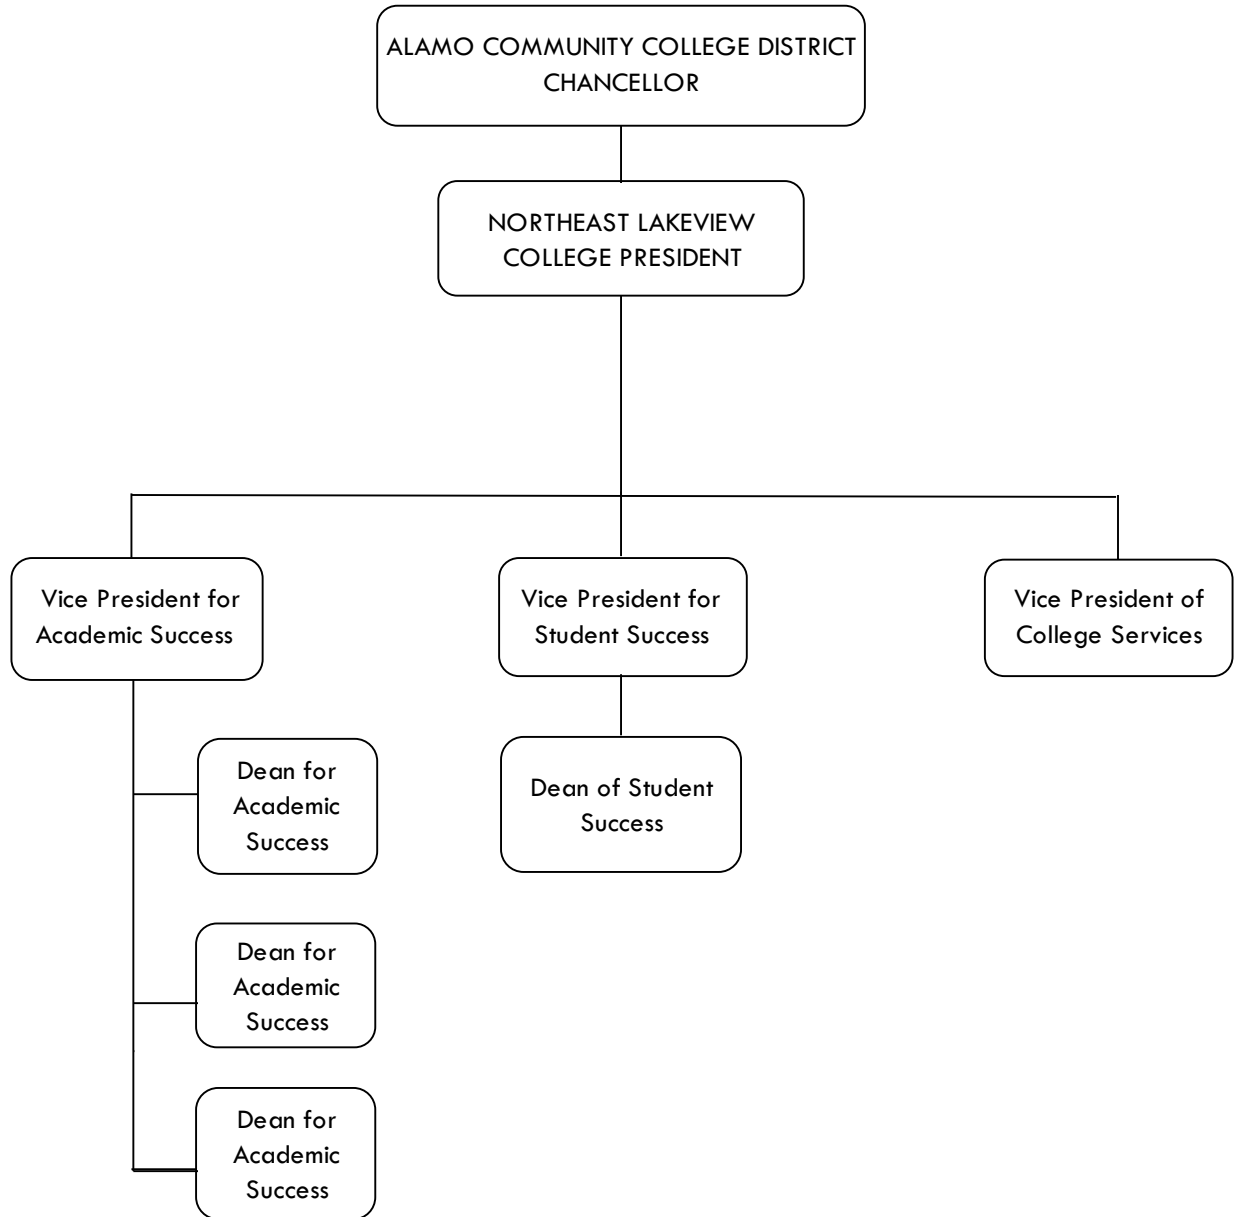 ALAMO COMMUNITY COLLEGE DISTRICT
CHANCELLOR
NORTHEAST LAKEVIEW
COLLEGE PRESIDENT
Vice President for
Academic Success
Vice President for
Student Success
Vice President of
College Services
Dean for
Academic
Success
Dean of Student
Success
Dean for
Academic
Success
Dean for
Academic
Success